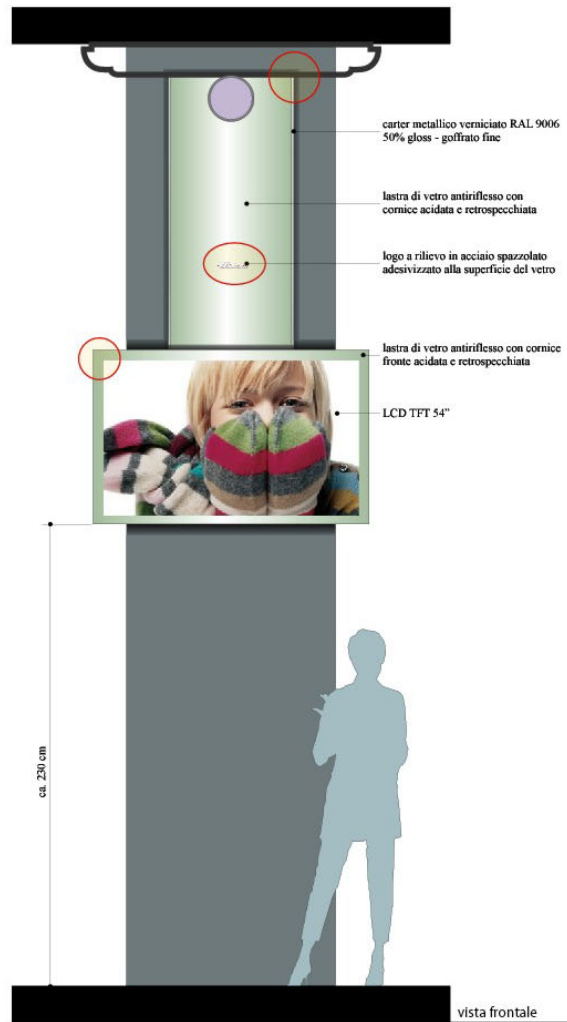 carter metallico verniciato RAL 9006
50% gloss - goffrato fine
lastra di vetro antiriflesso con
cornice acidata e retrospecchiata
logo a rilievo in acciaio spazzolato
adesivizzato alla superficie del vetro
lastra di vetro antiriflesso con cornice
fronte acidata e retrospecchiata
LCD TFT 54”
ca. 230 cm
vista frontale